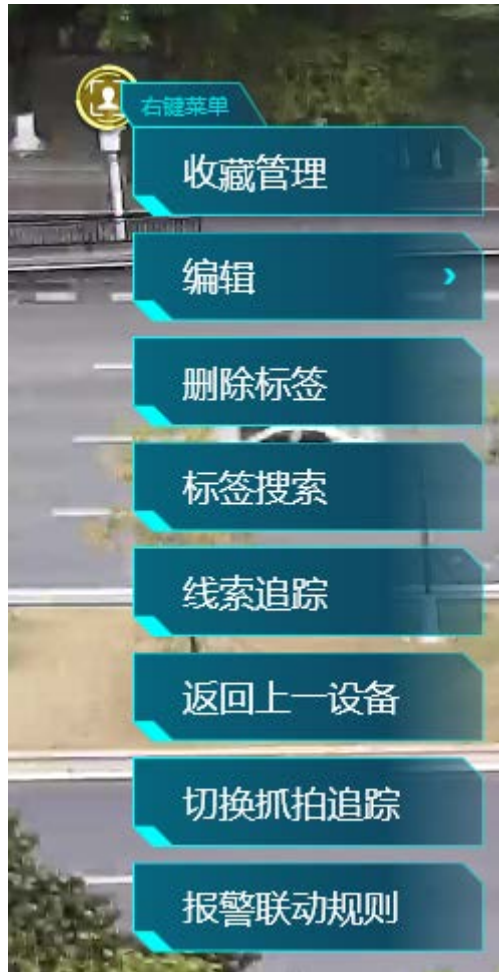 右键菜单
收藏管理
编辑
删除标签
标签搜索
线索追踪
返回上一设备
切换抓拍追踪
报警联动规则